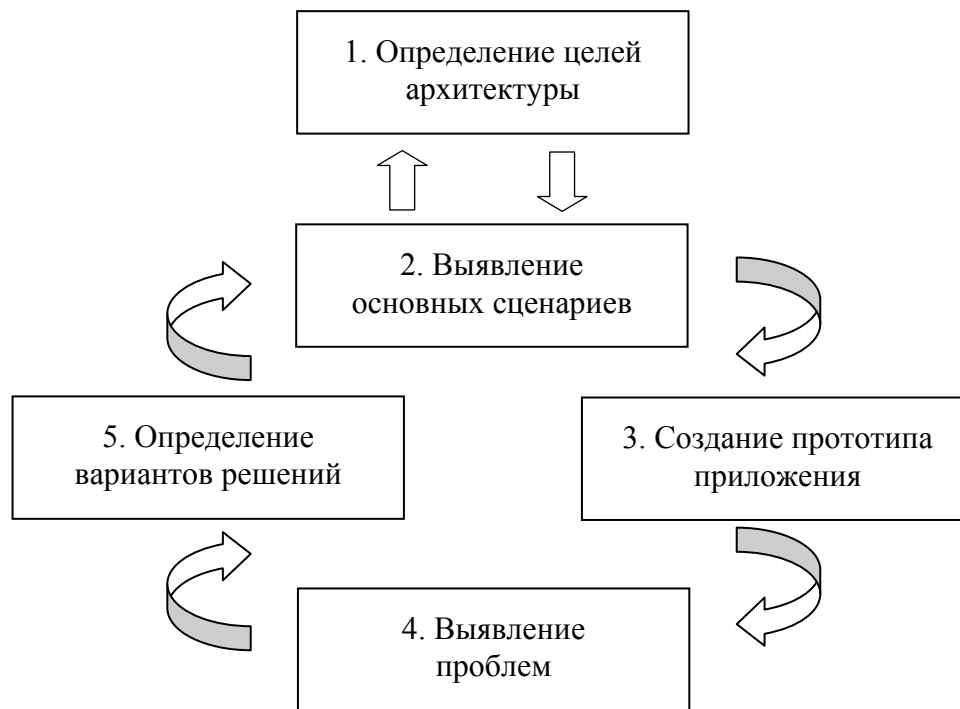 1. Определение целей
архитектуры
2. Выявление
основных сценариев
5. Определение
вариантов решений
3. Создание прототипа
приложения
4. Выявление
проблем